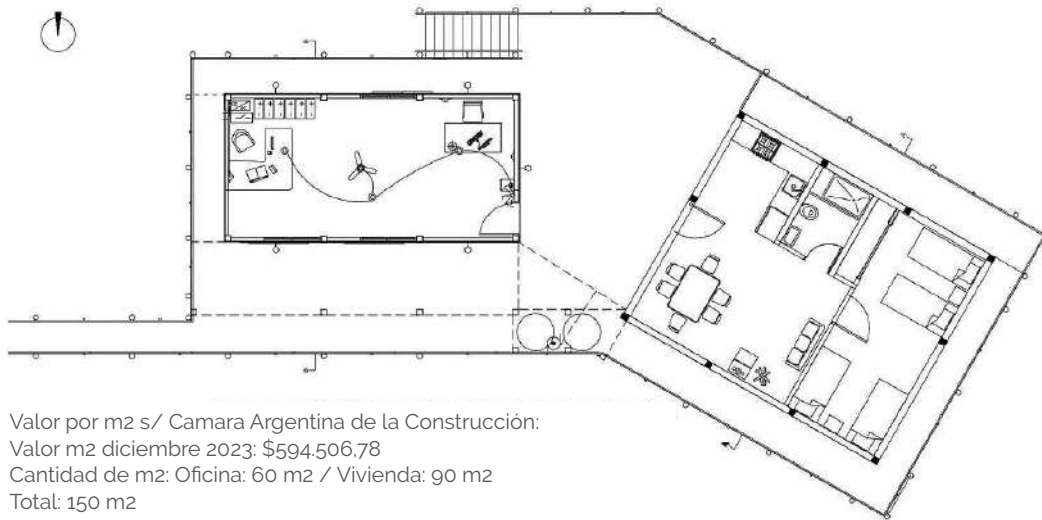 Valor por m2 s/ Camara Argentina de la Construcción:
Valor m2 diciembre 2023: $594.506,78
Cantidad de m2: Oficina: 60 m2 / Vivienda: 90 m2
Total: 150 m2